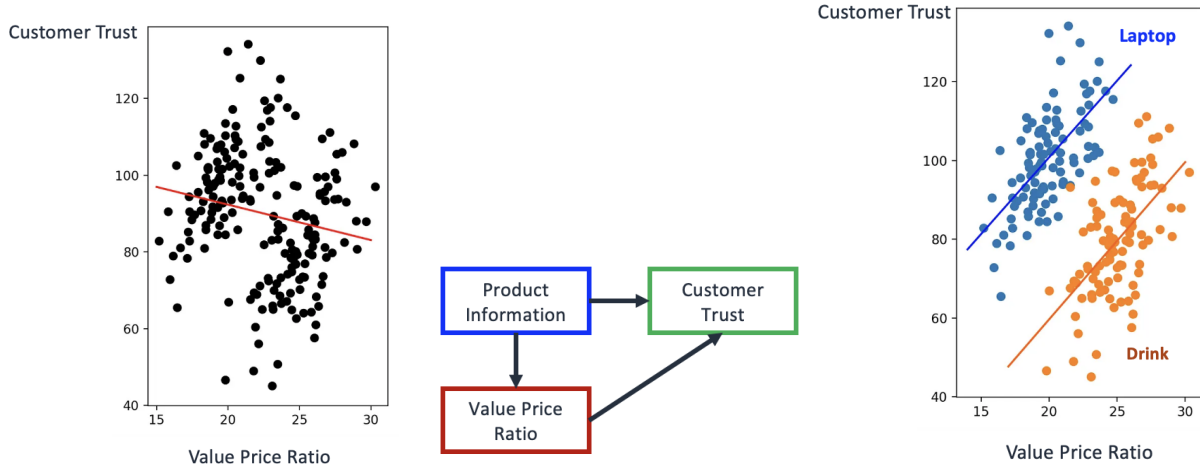 Customer Trust
120
100
80
60
40
15 20 25 30
Value Price Ratio
Product
Information
Customer
Trust
Value Price
Ratio
Customer Trust
Laptop
120
100
80
60
Drink
40
15 20 25 30
Value Price Ratio